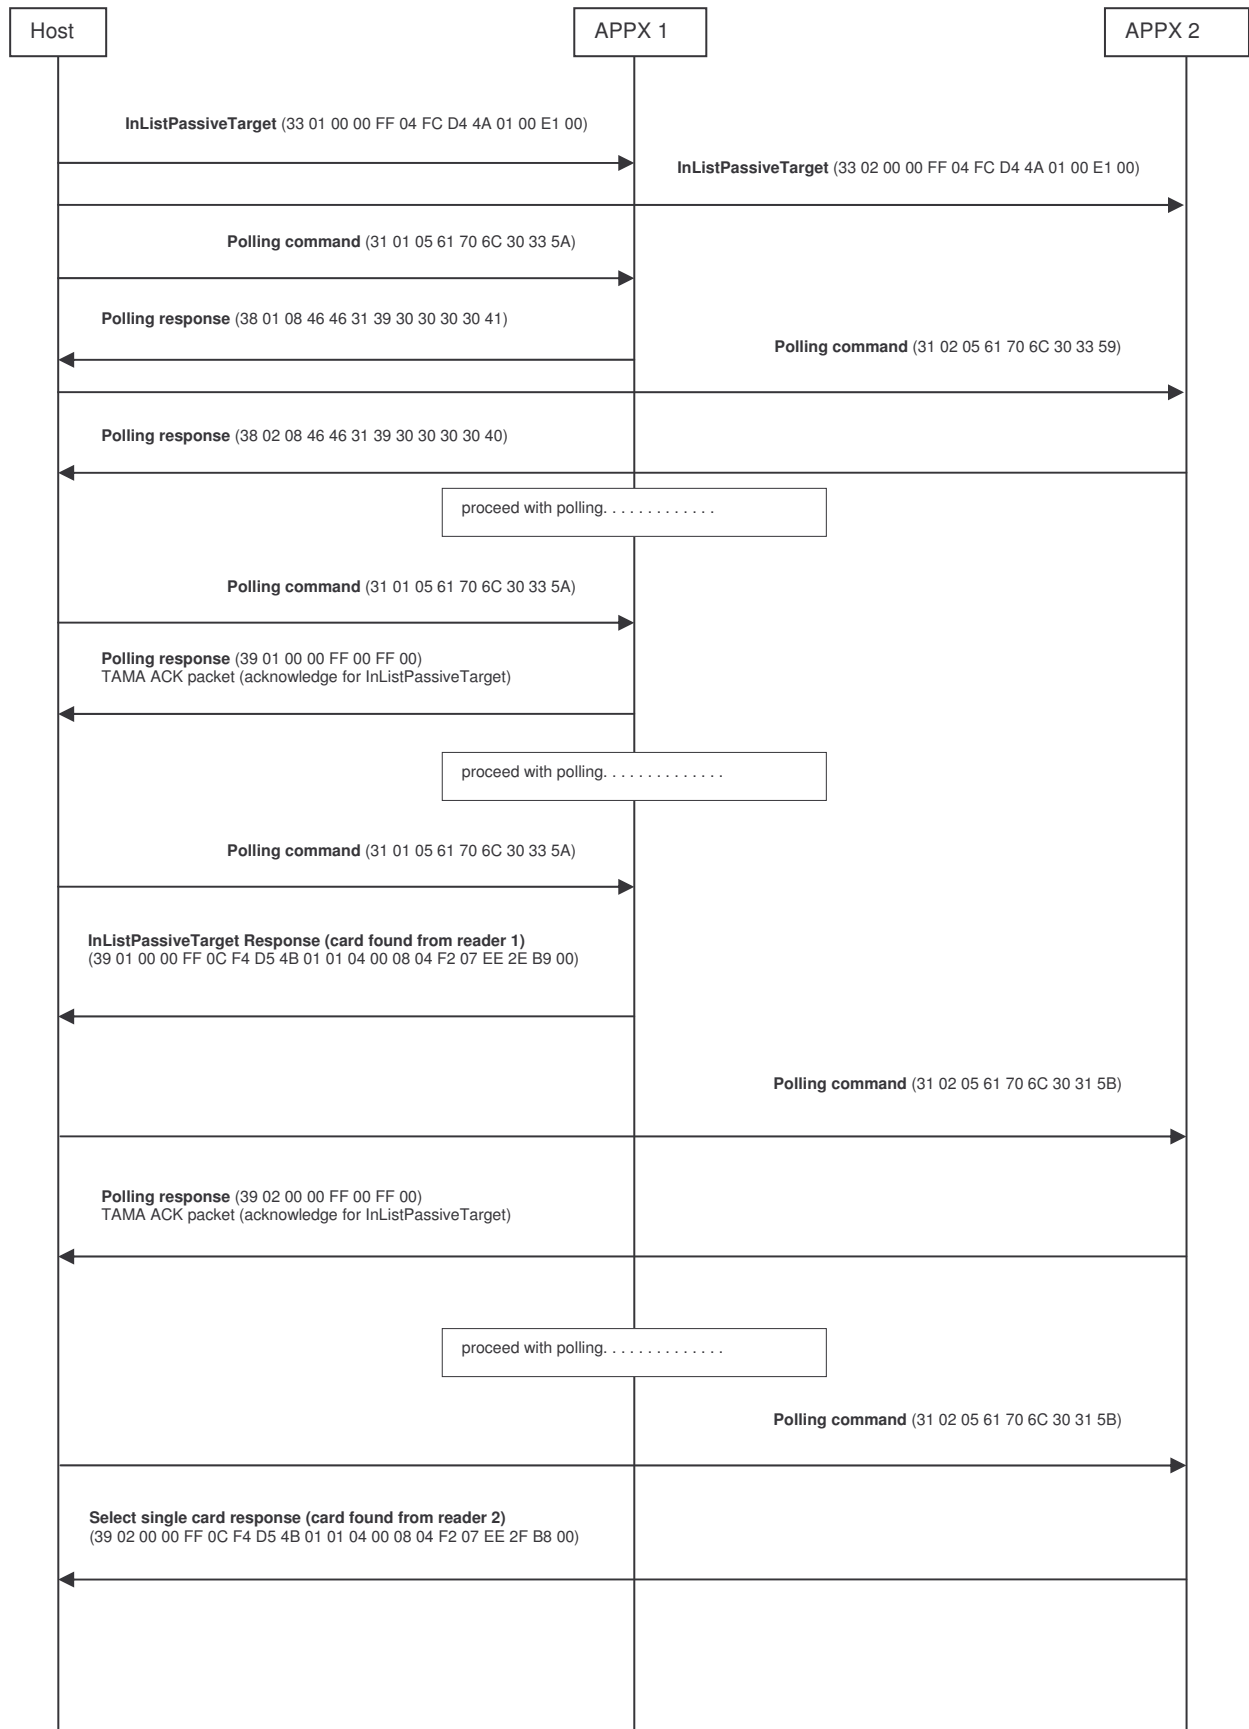 Host
APPX 1
APPX 2
InListPassiveTarget (33 01 00 00 FF 04 FC D4 4A 01 00 E1 00)
InListPassiveTarget (33 02 00 00 FF 04 FC D4 4A 01 00 E1 00)
Polling command (31 01 05 61 70 6C 30 33 5A)
Polling response (38 01 08 46 46 31 39 30 30 30 30 41)
Polling command (31 02 05 61 70 6C 30 33 59)
Polling response (38 02 08 46 46 31 39 30 30 30 30 40)
proceed with polling. . . . . . . . . . . . .
Polling command (31 01 05 61 70 6C 30 33 5A)
Polling response (39 01 00 00 FF 00 FF 00)
TAMA ACK packet (acknowledge for InListPassiveTarget)
proceed with polling. . . . . . . . . . . . . .
Polling command (31 01 05 61 70 6C 30 33 5A)
InListPassiveTarget Response (card found from reader 1)
(39 01 00 00 FF 0C F4 D5 4B 01 01 04 00 08 04 F2 07 EE 2E B9 00)
Polling command (31 02 05 61 70 6C 30 31 5B)
Polling response (39 02 00 00 FF 00 FF 00)
TAMA ACK packet (acknowledge for InListPassiveTarget)
proceed with polling. . . . . . . . . . . . . .
Polling command (31 02 05 61 70 6C 30 31 5B)
Select single card response (card found from reader 2)
(39 02 00 00 FF 0C F4 D5 4B 01 01 04 00 08 04 F2 07 EE 2F B8 00)